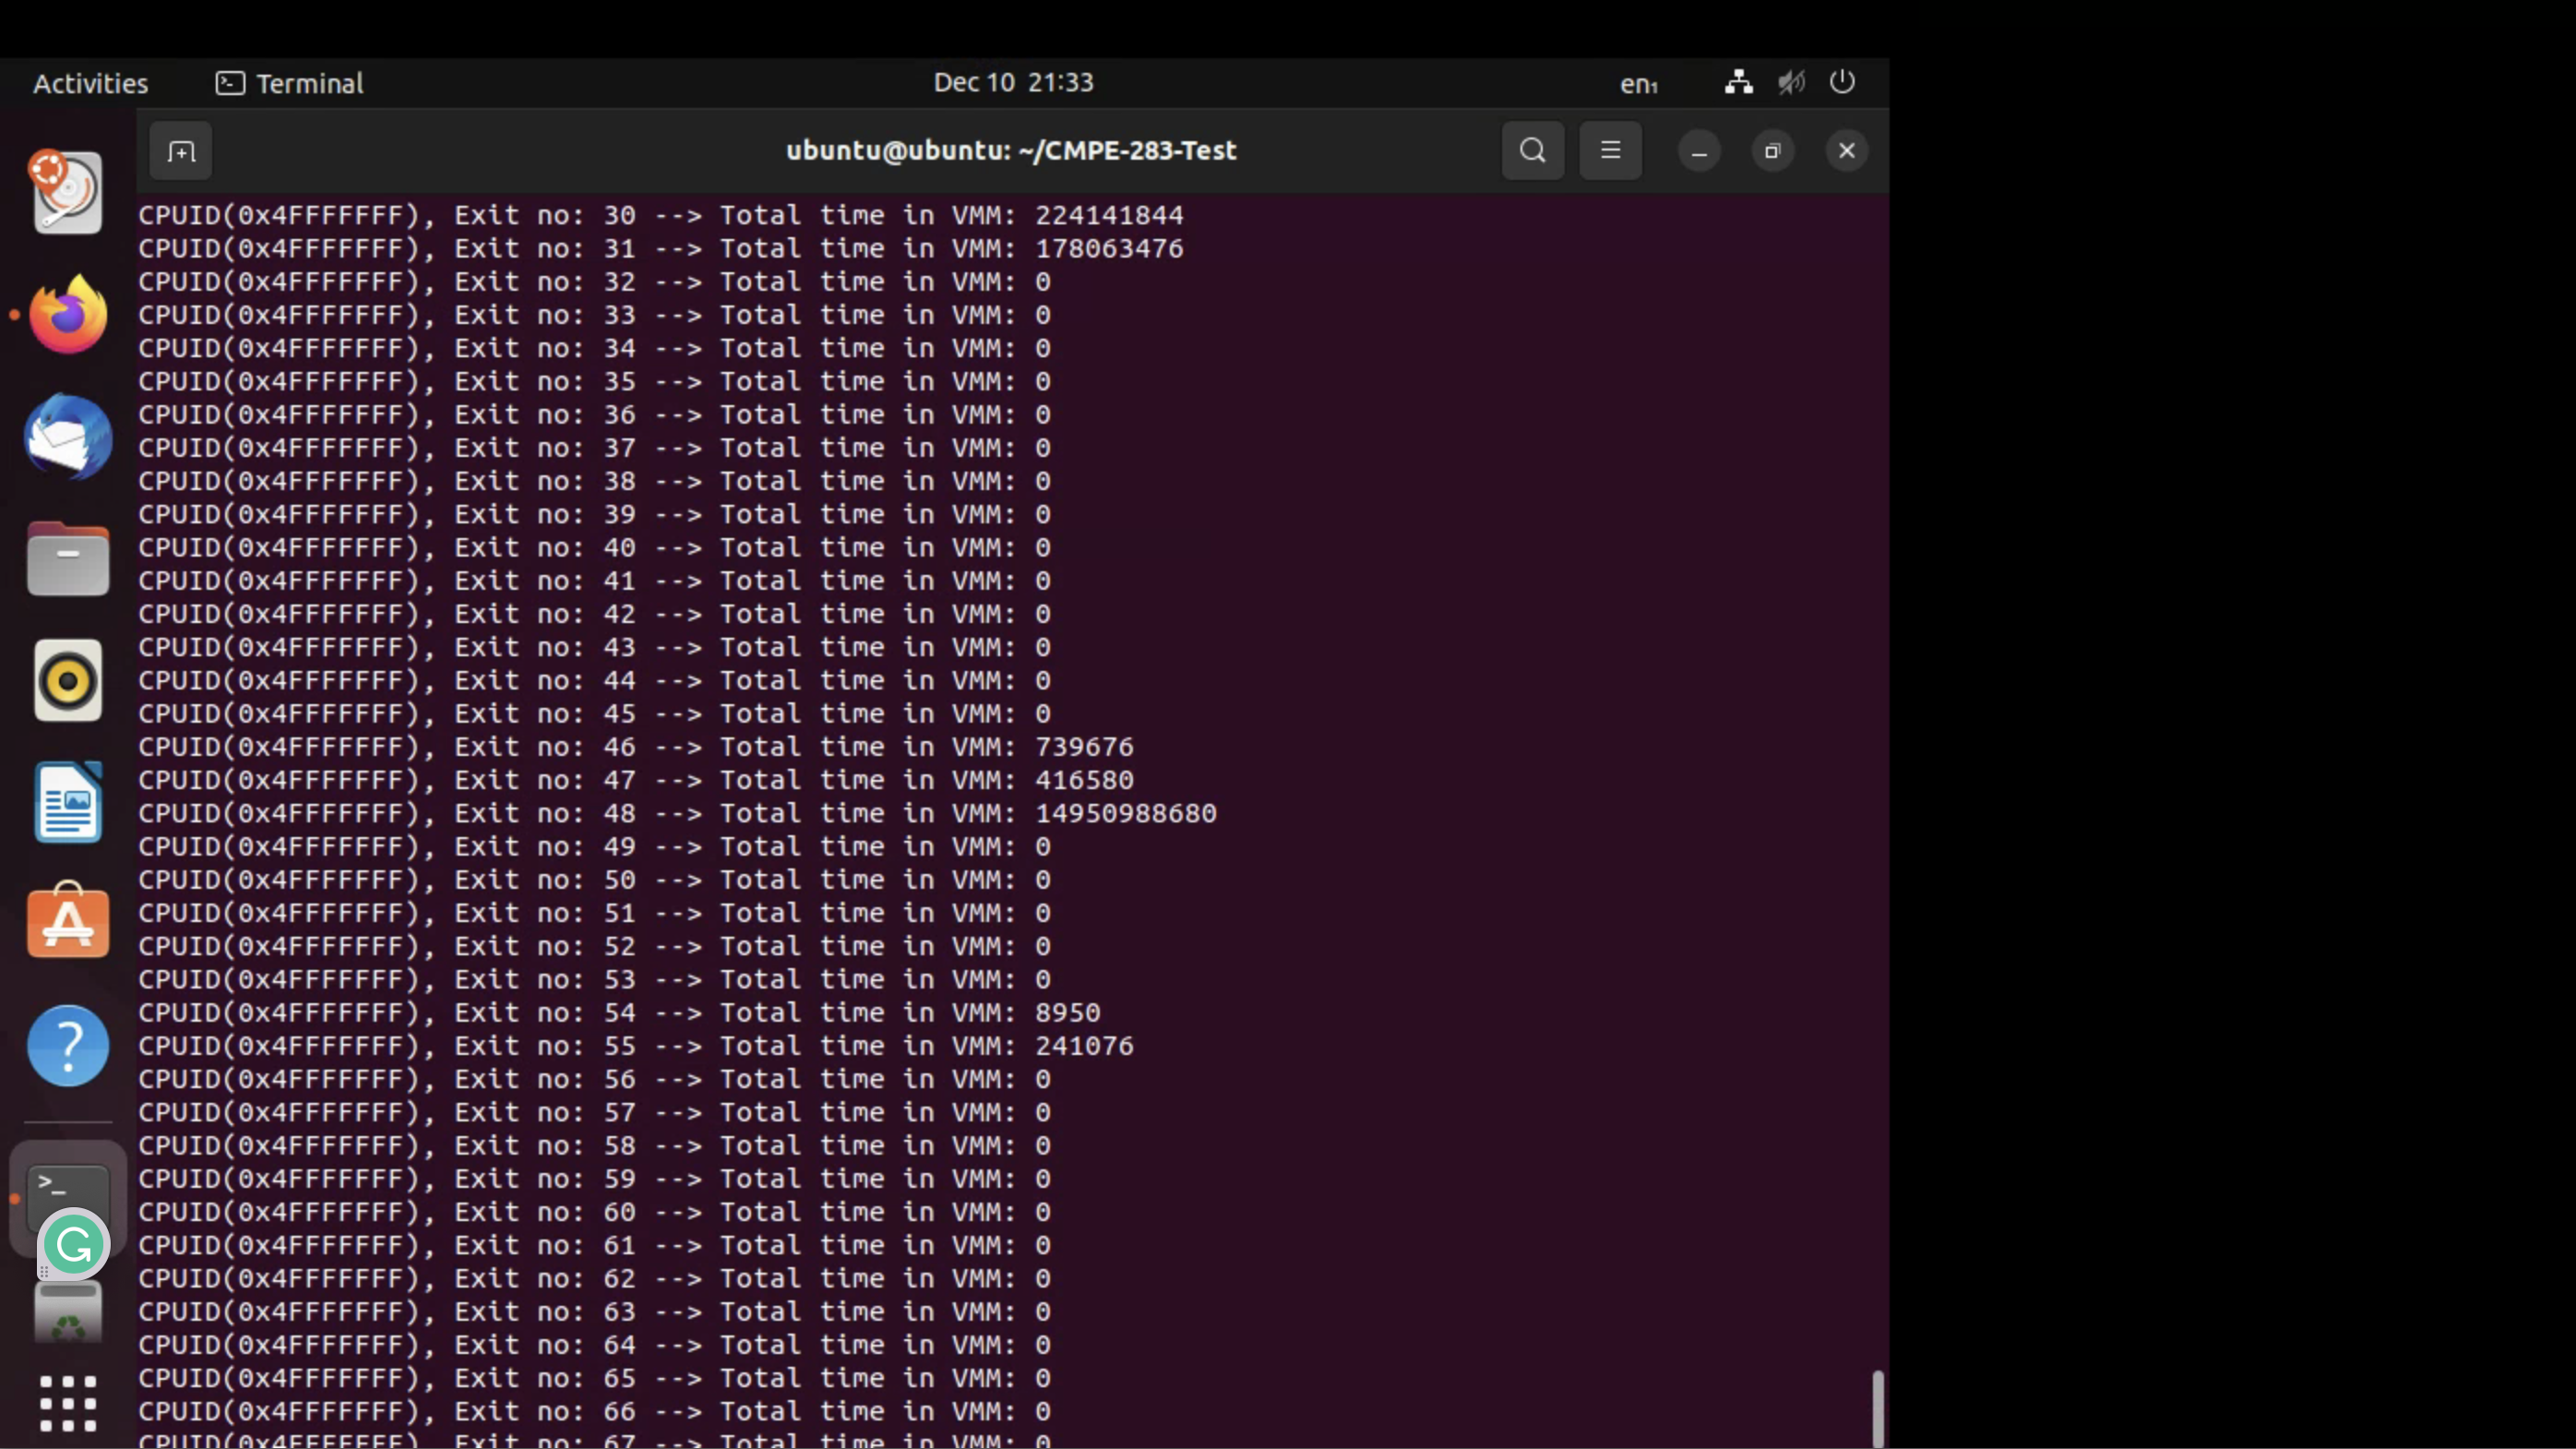 Activities Terminal Dec 10 21:33 en₁
ubuntu@ubuntu: ~/CMPE-283-Test
CPUID(0x4FFFFFFF), Exit no: 30 --> Total time in VMM: 224141844
CPUID(0x4FFFFFFF), Exit no: 31 --> Total time in VMM: 178063476
CPUID(0x4FFFFFFF), Exit no: 32 --> Total time in VMM: 0
CPUID(0x4FFFFFFF), Exit no: 33 --> Total time in VMM: 0
CPUID(0x4FFFFFFF), Exit no: 34 --> Total time in VMM: 0
CPUID(0x4FFFFFFF), Exit no: 35 --> Total time in VMM: 0
CPUID(0x4FFFFFFF), Exit no: 36 --> Total time in VMM: 0
CPUID(0x4FFFFFFF), Exit no: 37 --> Total time in VMM: 0
CPUID(0x4FFFFFFF), Exit no: 38 --> Total time in VMM: 0
CPUID(0x4FFFFFFF), Exit no: 39 --> Total time in VMM: 0
CPUID(0x4FFFFFFF), Exit no: 40 --> Total time in VMM: 0
CPUID(0x4FFFFFFF), Exit no: 41 --> Total time in VMM: 0
CPUID(0x4FFFFFFF), Exit no: 42 --> Total time in VMM: 0
CPUID(0x4FFFFFFF), Exit no: 43 --> Total time in VMM: 0
CPUID(0x4FFFFFFF), Exit no: 44 --> Total time in VMM: 0
CPUID(0x4FFFFFFF), Exit no: 45 --> Total time in VMM: 0
CPUID(0x4FFFFFFF), Exit no: 46 --> Total time in VMM: 739676
CPUID(0x4FFFFFFF), Exit no: 47 --> Total time in VMM: 416580
CPUID(0x4FFFFFFF), Exit no: 48 --> Total time in VMM: 14950988680
CPUID(0x4FFFFFFF), Exit no: 49 --> Total time in VMM: 0
CPUID(0x4FFFFFFF), Exit no: 50 --> Total time in VMM: 0
CPUID(0x4FFFFFFF), Exit no: 51 --> Total time in VMM: 0
CPUID(0x4FFFFFFF), Exit no: 52 --> Total time in VMM: 0
CPUID(0x4FFFFFFF), Exit no: 53 --> Total time in VMM: 0
CPUID(0x4FFFFFFF), Exit no: 54 --> Total time in VMM: 8950
CPUID(0x4FFFFFFF), Exit no: 55 --> Total time in VMM: 241076
CPUID(0x4FFFFFFF), Exit no: 56 --> Total time in VMM: 0
CPUID(0x4FFFFFFF), Exit no: 57 --> Total time in VMM: 0
CPUID(0x4FFFFFFF), Exit no: 58 --> Total time in VMM: 0
CPUID(0x4FFFFFFF), Exit no: 59 --> Total time in VMM: 0
CPUID(0x4FFFFFFF), Exit no: 60 --> Total time in VMM: 0
CPUID(0x4FFFFFFF), Exit no: 61 --> Total time in VMM: 0
CPUID(0x4FFFFFFF), Exit no: 62 --> Total time in VMM: 0
CPUID(0x4FFFFFFF), Exit no: 63 --> Total time in VMM: 0
CPUID(0x4FFFFFFF), Exit no: 64 --> Total time in VMM: 0
CPUID(0x4FFFFFFF), Exit no: 65 --> Total time in VMM: 0
CPUID(0x4FFFFFFF), Exit no: 66 --> Total time in VMM: 0
CPUID(0x4FFFFFFF), Exit no: 67 --> Total time in VMM: 0